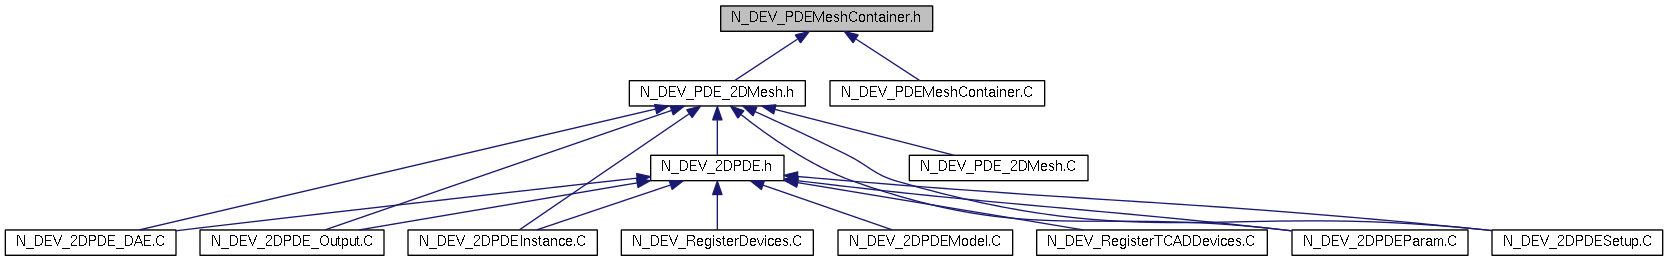 N_DEV_PDEMeshContainer.h
N_DEV_PDE_2DMesh.h
N_DEV_PDEMeshContainer.C
N_DEV_2DPDE.h
N_DEV_PDE_2DMesh.C
N_DEV_2DPDE_DAE.C
N_DEV_2DPDE_Output.C
N_DEV_2DPDEInstance.C
N_DEV_RegisterDevices.C
N_DEV_2DPDEModel.C
N_DEV_RegisterTCADDevices.C
N_DEV_2DPDEParam.C
N_DEV_2DPDESetup.C